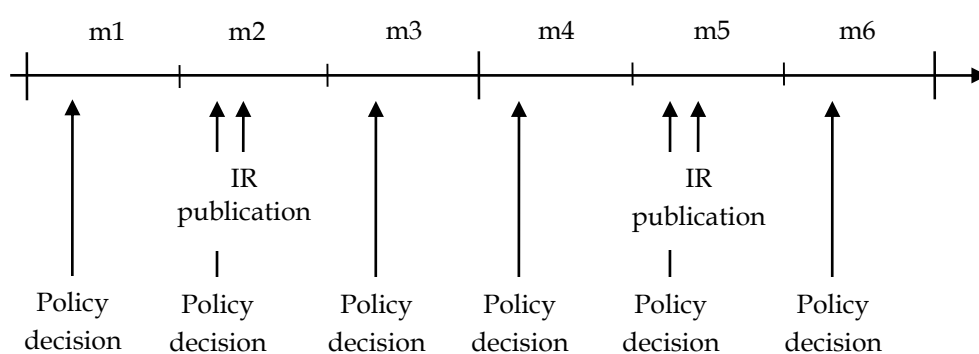 m1 m2 m3 m4 m5 m6
IR IR
publication publication
Policy Policy Policy Policy Policy Policy
decision decision decision decision decision decision